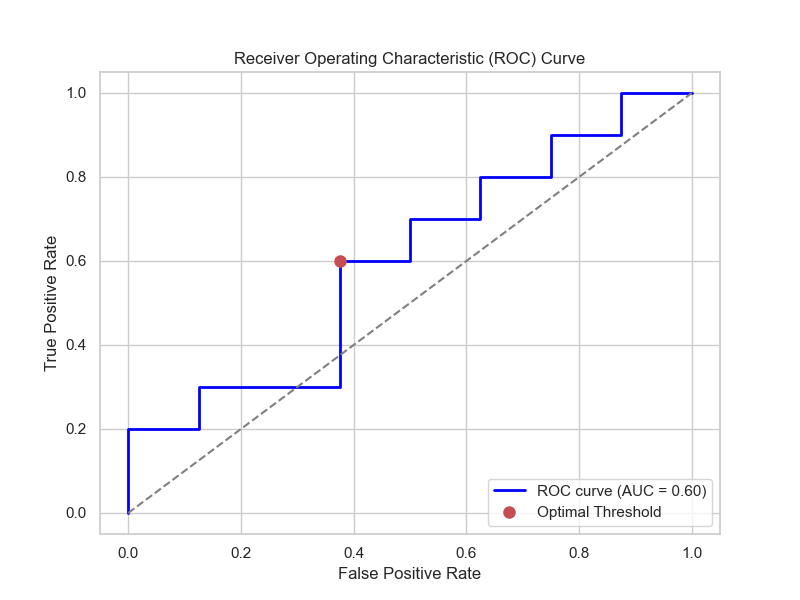 Receiver Operating Characteristic (ROC) Curve
True Positive Rate
1.0
0.8
0.6
0.4
0.2
0.0
0.0 0.2 0.4 0.6 0.8 1.0
False Positive Rate
ROC curve (AUC = 0.60)
Optimal Threshold